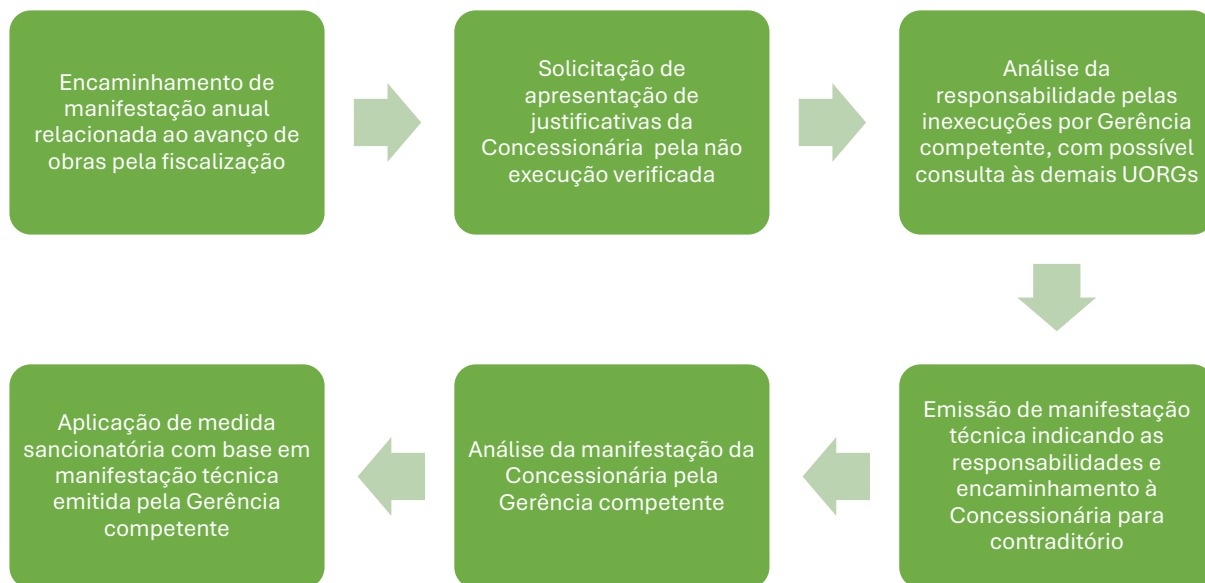 Encaminhamento de
manifestação anual
relacionada ao avanço de
obras pela fiscalização
Solicitação de
apresentação de
justificativas da
Concessionária pela não
execução verificada
Análise da
responsabilidade pelas
inexecuções por Gerência
competente, com possível
consulta às demais UORGs
Emissão de manifestação
técnica indicando as
responsabilidades e
encaminhamento à
Concessionária para
contraditório
Análise da manifestação da
Concessionária pela
Gerência competente
Aplicação de medida
sancionatória com base em
manifestação técnica
emitida pela Gerência
competente